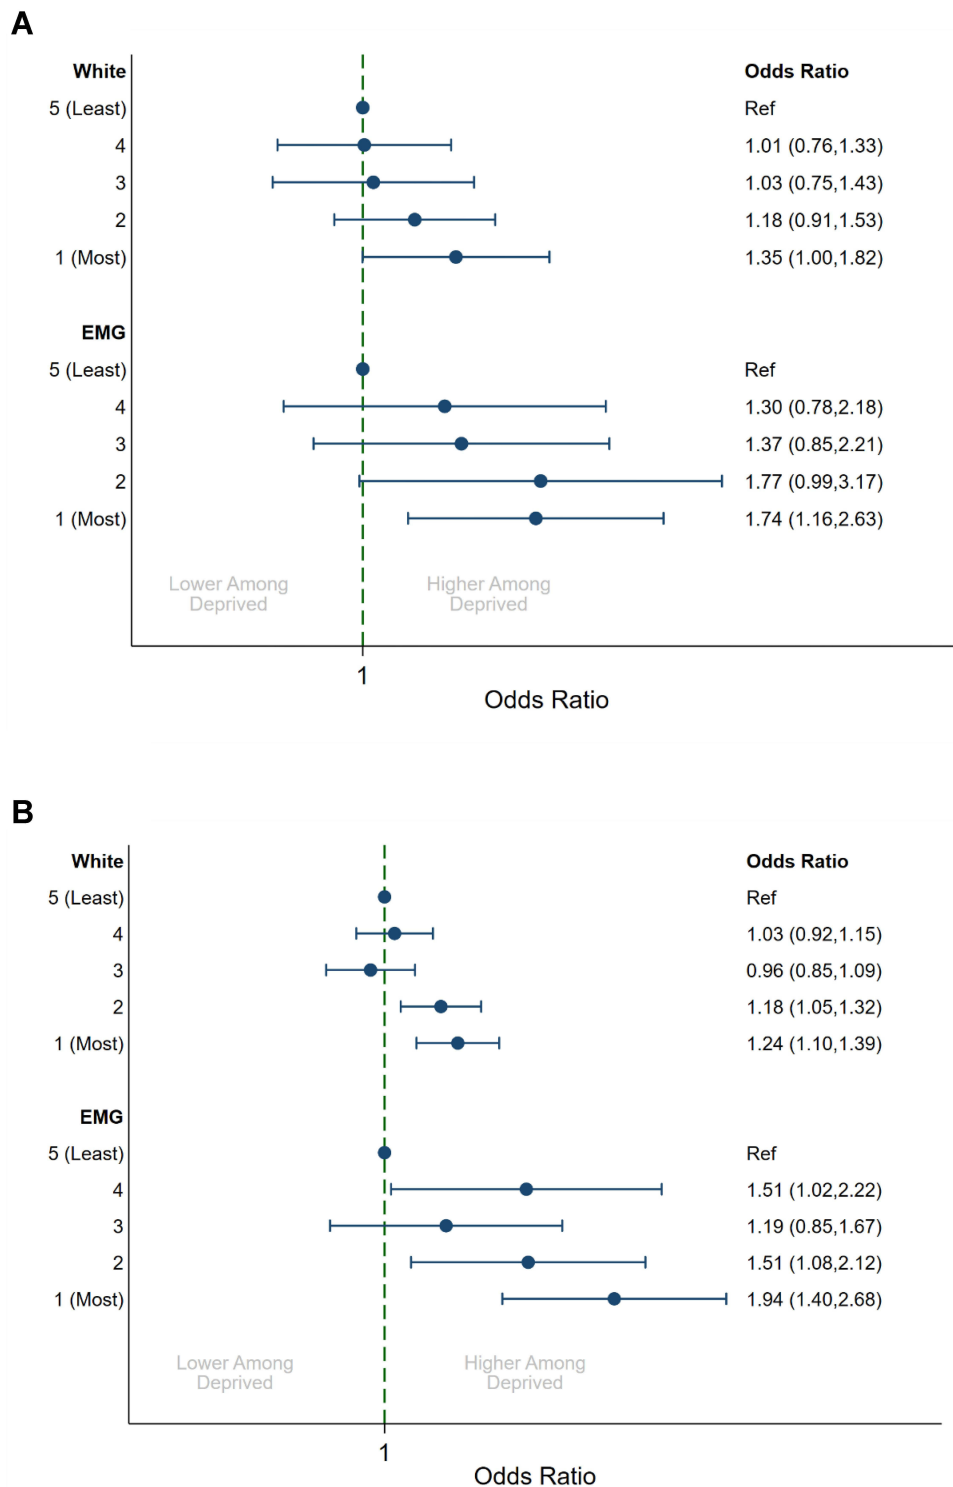 A
White Odds Ratio
5 (Least) Ref
4 1.01 (0.76,1.33)
3 1.03 (0.75,1.43)
2 1.18 (0.91,1.53)
1 (Most) 1.35 (1.00,1.82)
EMG
5 (Least) Ref
4 1.30 (0.78,2.18)
3 1.37 (0.85,2.21)
2 1.77 (0.99,3.17)
1 (Most) 1.74 (1.16,2.63)
Lower Among Higher Among
Deprived Deprived
1
Odds Ratio
B
White Odds Ratio
5 (Least) Ref
4 1.03 (0.92,1.15)
3 0.96 (0.85,1.09)
2 1.18 (1.05,1.32)
1 (Most) 1.24 (1.10,1.39)
EMG
5 (Least) Ref
4 1.51 (1.02,2.22)
3 1.19 (0.85,1.67)
2 1.51 (1.08,2.12)
1 (Most) 1.94 (1.40,2.68)
Lower Among Higher Among
Deprived Deprived
1
Odds Ratio